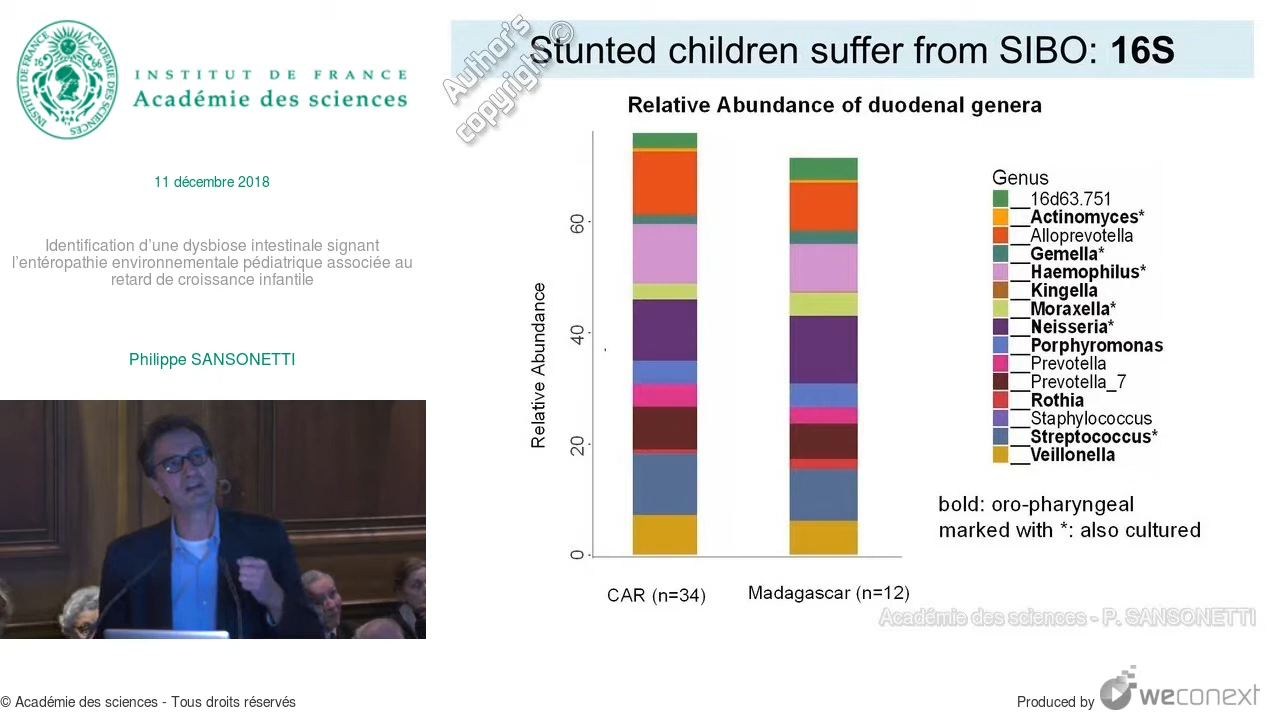 INSTITUT DE FRANCE
Académie des sciences
11 décembre 2018
Identification d'une dysbiose intestinale signant
l'entéropathie environnementale pédiatrique associée au
retard de croissance infantile
Philippe SANSONETTI
Author's
copyright ©
Stunted children suffer from SIBO: 16S
Relative Abundance of duodenal genera
Relative Abundance
60
40
20
0
CAR (n=34)
Madagascar (n=12)
Genus
__16d63.751
__Actinomyces*
__Alloprevotella
__Gemella*
__Haemophilus*
__Kingella
__Moraxella*
__Neisseria*
__Porphyromonas
__Prevotella
__Prevotella_7
__Rothia
__Staphylococcus
__Streptococcus*
__Veillonella
bold: oro-pharyngeal
marked with *: also cultured
Académie des sciences - P. SANSONETTI
© Académie des sciences - Tous droits réservés
Produced by weconext